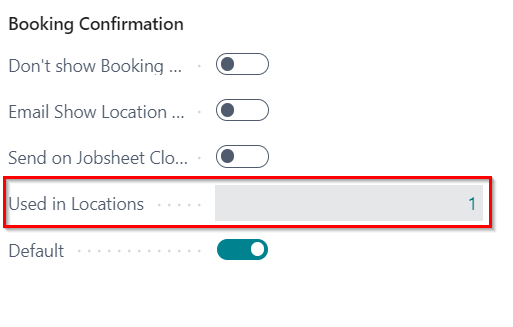 Booking Confirmation
Don't show Booking ...
Email Show Location ...
Send on Jobsheet Clo...
Used in Locations 1
Default